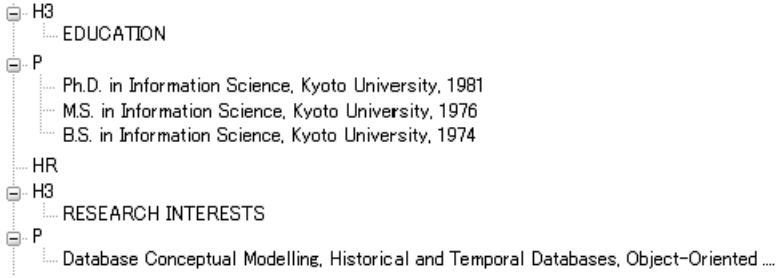 H3
EDUCATION
P
Ph.D. in Information Science, Kyoto University, 1981
M.S. in Information Science, Kyoto University, 1976
B.S. in Information Science, Kyoto University, 1974
HR
H3
RESEARCH INTERESTS
P
Database Conceptual Modelling, Historical and Temporal Databases, Object-Oriented ....